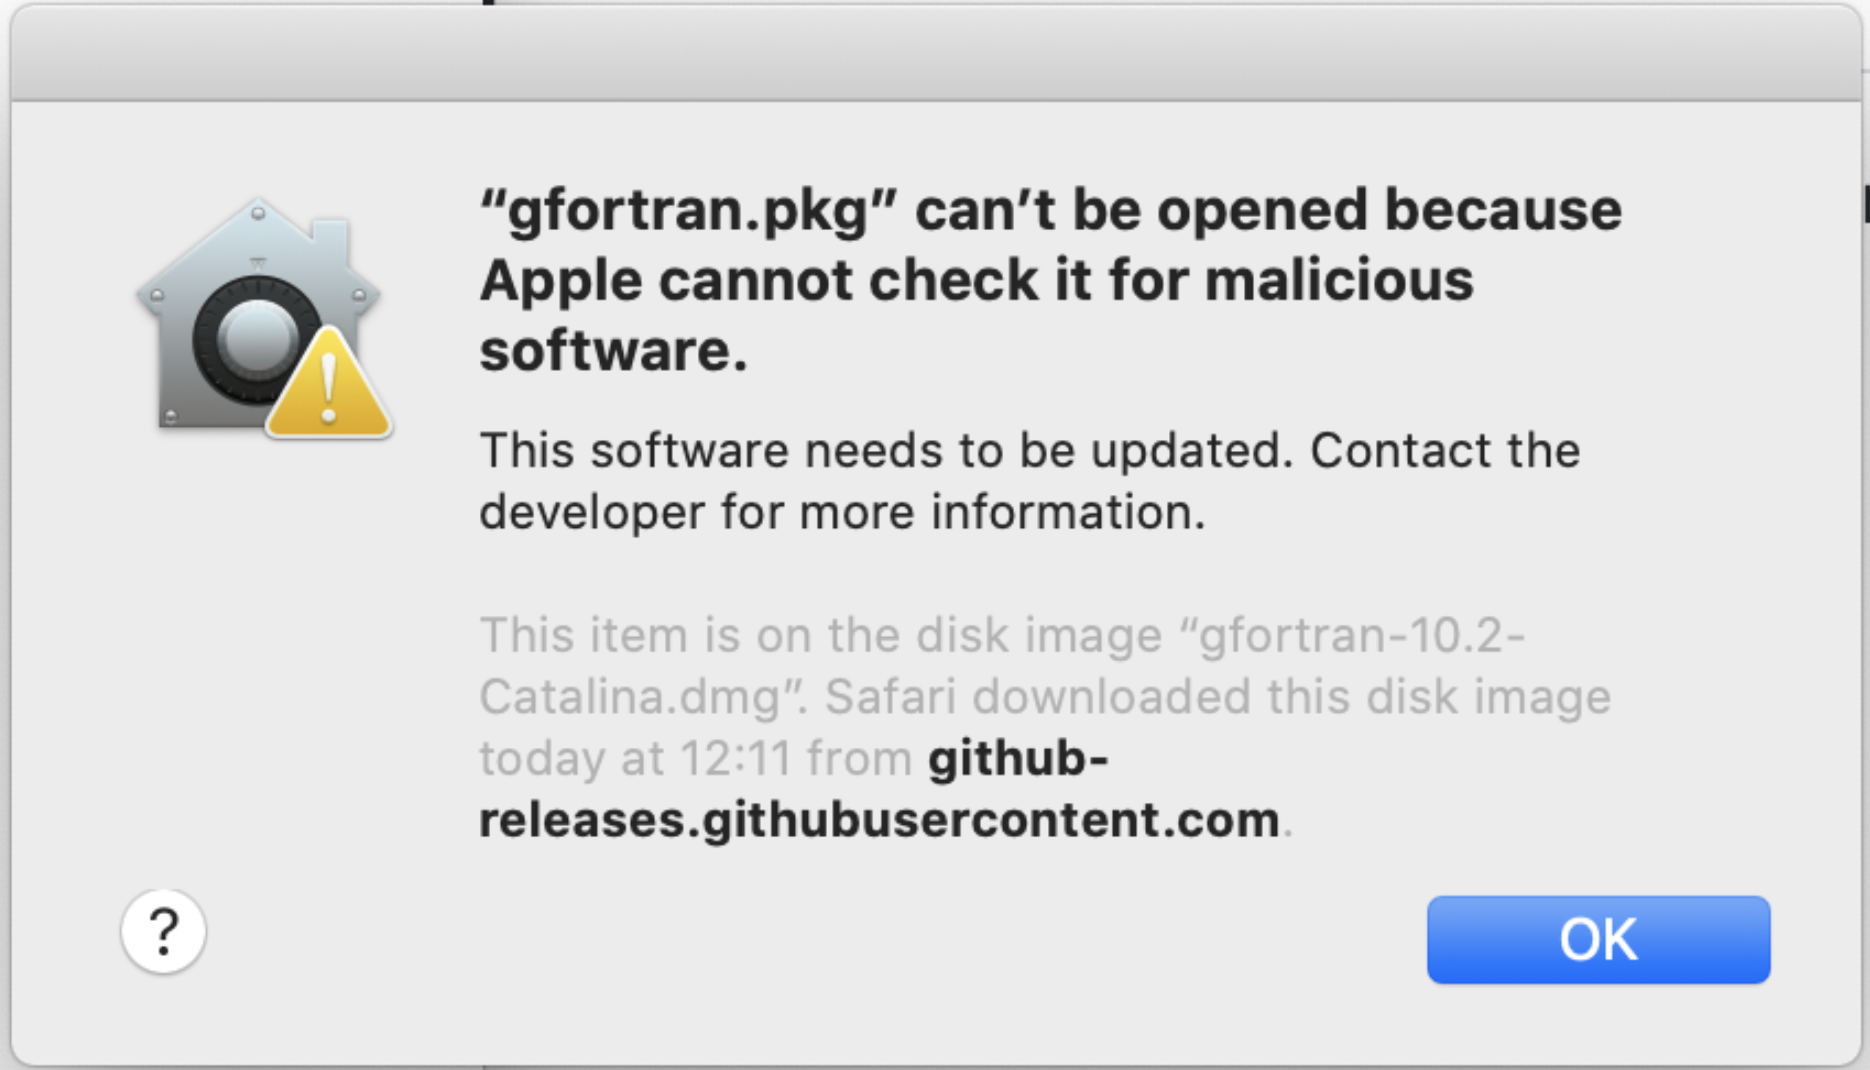 “gfortran.pkg” can’t be opened because
Apple cannot check it for malicious
software.
This software needs to be updated. Contact the
developer for more information.
This item is on the disk image “gfortran-10.2-
Catalina.dmg”. Safari downloaded this disk image
today at 12:11 from github-
releases.githubusercontent.com.
?
OK